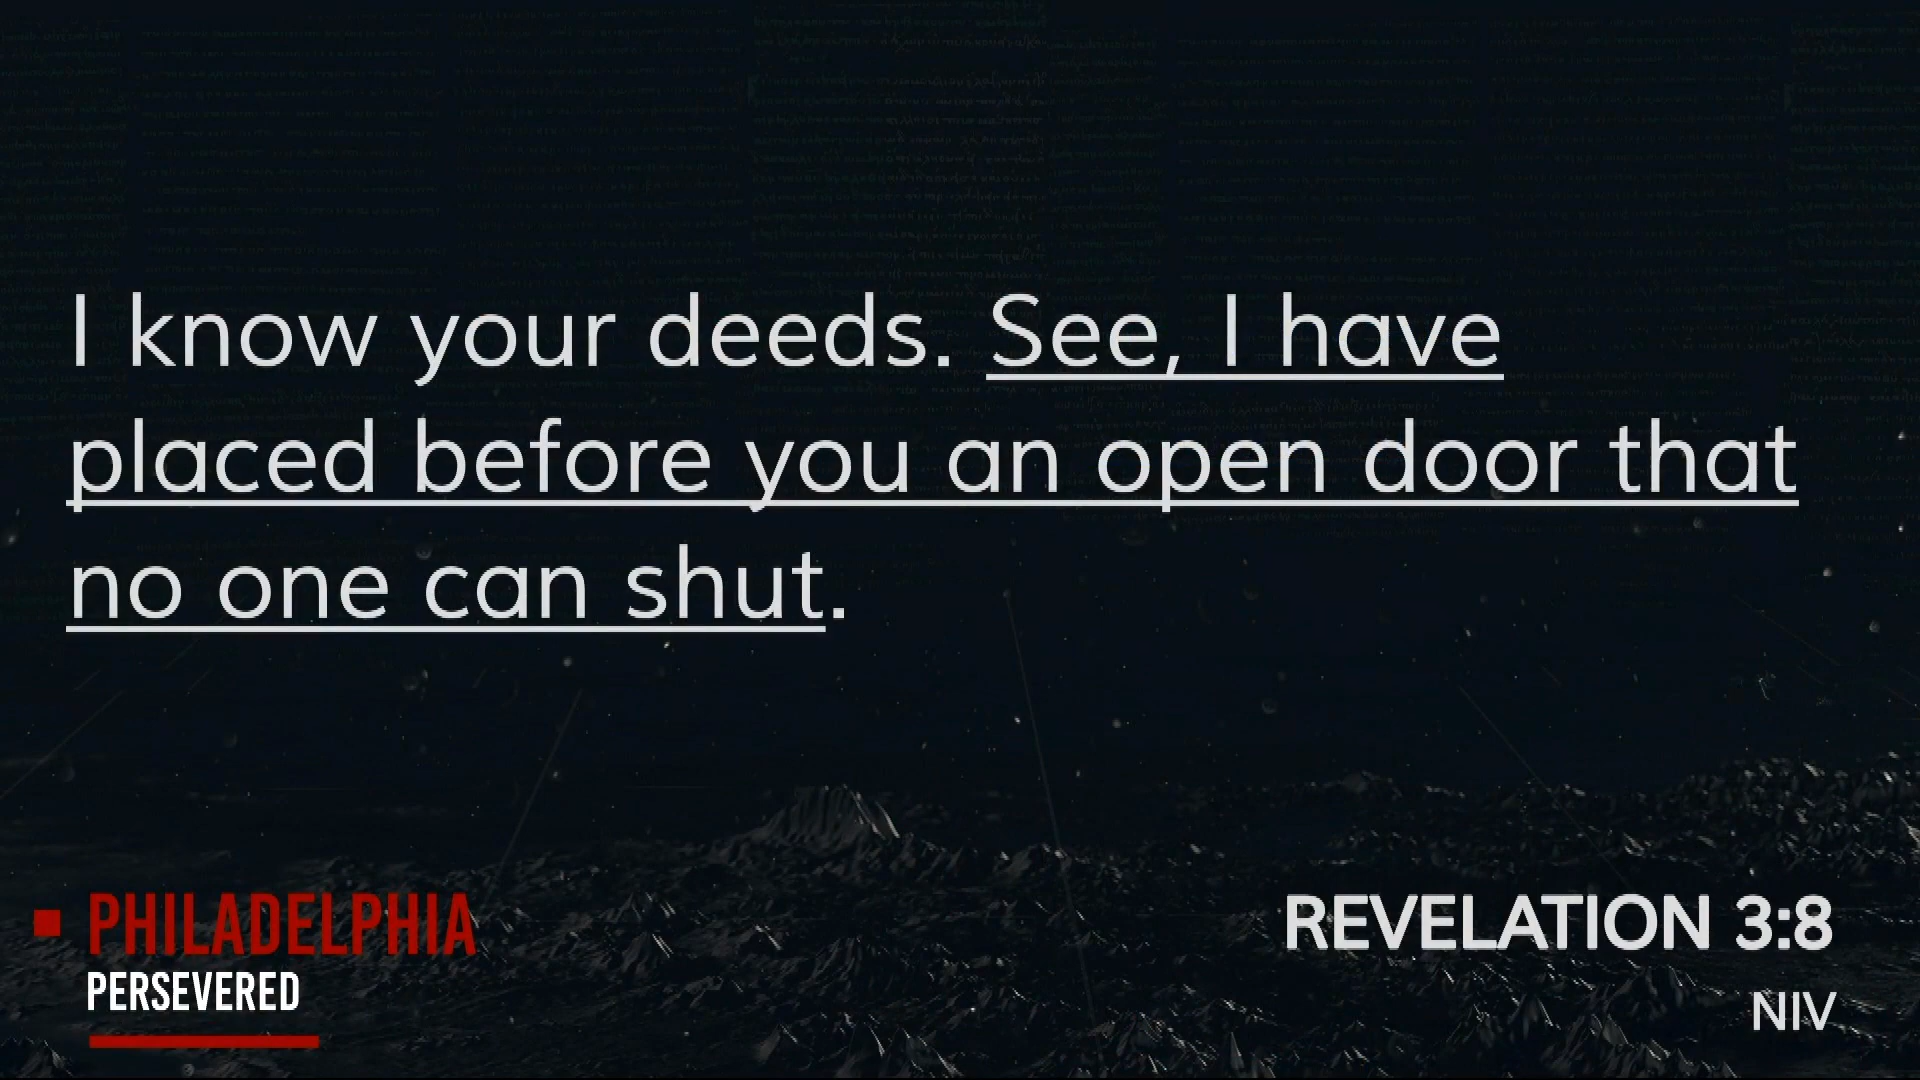 I know your deeds. See, I have
placed before you an open door that
no one can shut.
PHILADELPHIA
PERSEVERED
REVELATION 3:8
NIV